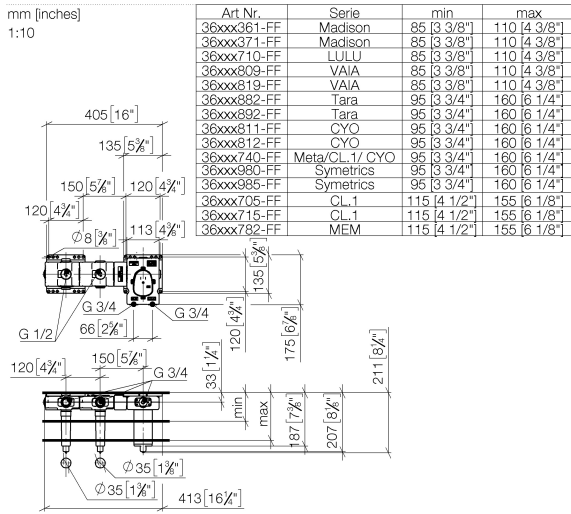 mm [inches]
1:10
Art Nr. Serie min max
36xxx361-FF Madison 85 [3 3/8"] 110 [4 3/8"]
36xxx371-FF Madison 85 [3 3/8"] 110 [4 3/8"]
36xxx710-FF LULU 85 [3 3/8"] 110 [4 3/8"]
36xxx809-FF VAIA 85 [3 3/8"] 110 [4 3/8"]
36xxx819-FF VAIA 85 [3 3/8"] 110 [4 3/8"]
36xxx882-FF Tara 95 [3 3/4"] 160 [6 1/4"]
36xxx892-FF Tara 95 [3 3/4"] 160 [6 1/4"]
36xxx811-FF CYO 95 [3 3/4"] 160 [6 1/4"]
36xxx812-FF CYO 95 [3 3/4"] 160 [6 1/4"]
36xxx740-FF Meta/CL.1/ CYO 95 [3 3/4"] 160 [6 1/4"]
36xxx980-FF Symetrics 95 [3 3/4"] 160 [6 1/4"]
36xxx985-FF Symetrics 95 [3 3/4"] 160 [6 1/4"]
36xxx705-FF CL.1 115 [4 1/2"] 155 [6 1/8"]
36xxx715-FF CL.1 115 [4 1/2"] 155 [6 1/8"]
36xxx782-FF MEM 115 [4 1/2"] 155 [6 1/8"]
405 [16"]
135 [5⅜"]
150 [5⅞"] 120 [4¾"]
120 [4¾"]
Ø8 [⅜"] 113 [4⅜"]
135 [5⅜"]
120 [4¾"]
175 [6⅞"]
G 3/4 G 3/4
G 1/2 66 [2⅝"]
120 [4¾"] 150 [5⅞"] G 3/4
33 [1¼"]
211 [8¼"]
min
max
187 [7⅜"]
207 [8⅛"]
Ø35 [1⅜"]
Ø35 [1⅜"]
413 [16¼"]